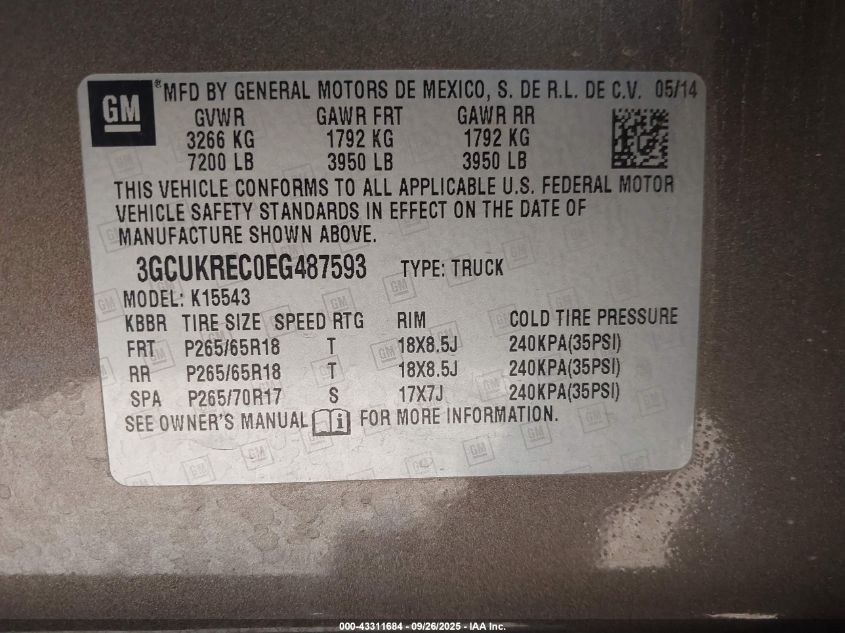 GM ® MFD BY GENERAL MOTORS DE MEXICO, S. DE R.L. DE C.V. 05/14
GVWR GAWR FRT GAWR RR
3266 KG 1792 KG 1792 KG
7200 LB 3950 LB 3950 LB
THIS VEHICLE CONFORMS TO ALL APPLICABLE U.S. FEDERAL MOTOR
VEHICLE SAFETY STANDARDS IN EFFECT ON THE DATE OF
MANUFACTURE SHOWN ABOVE.
3GCUKREC0EG487593 TYPE: TRUCK
MODEL: K15543
KBBR TIRE SIZE SPEED RTG RIM COLD TIRE PRESSURE
FRT P265/65R18 T 18X8.5J 240KPA(35PSI)
RR P265/65R18 T 18X8.5J 240KPA(35PSI)
SPA P265/70R17 S 17X7J 240KPA(35PSI)
SEE OWNER'S MANUAL i FOR MORE INFORMATION.
000-43311684 - 09/26/2025 - IAA Inc.